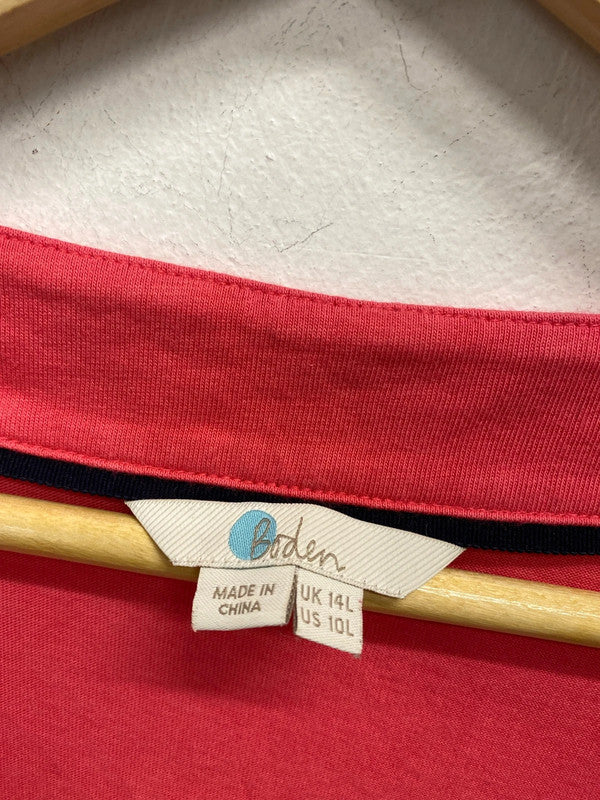 Boden
MADE IN
CHINA
UK 14L
US 10L